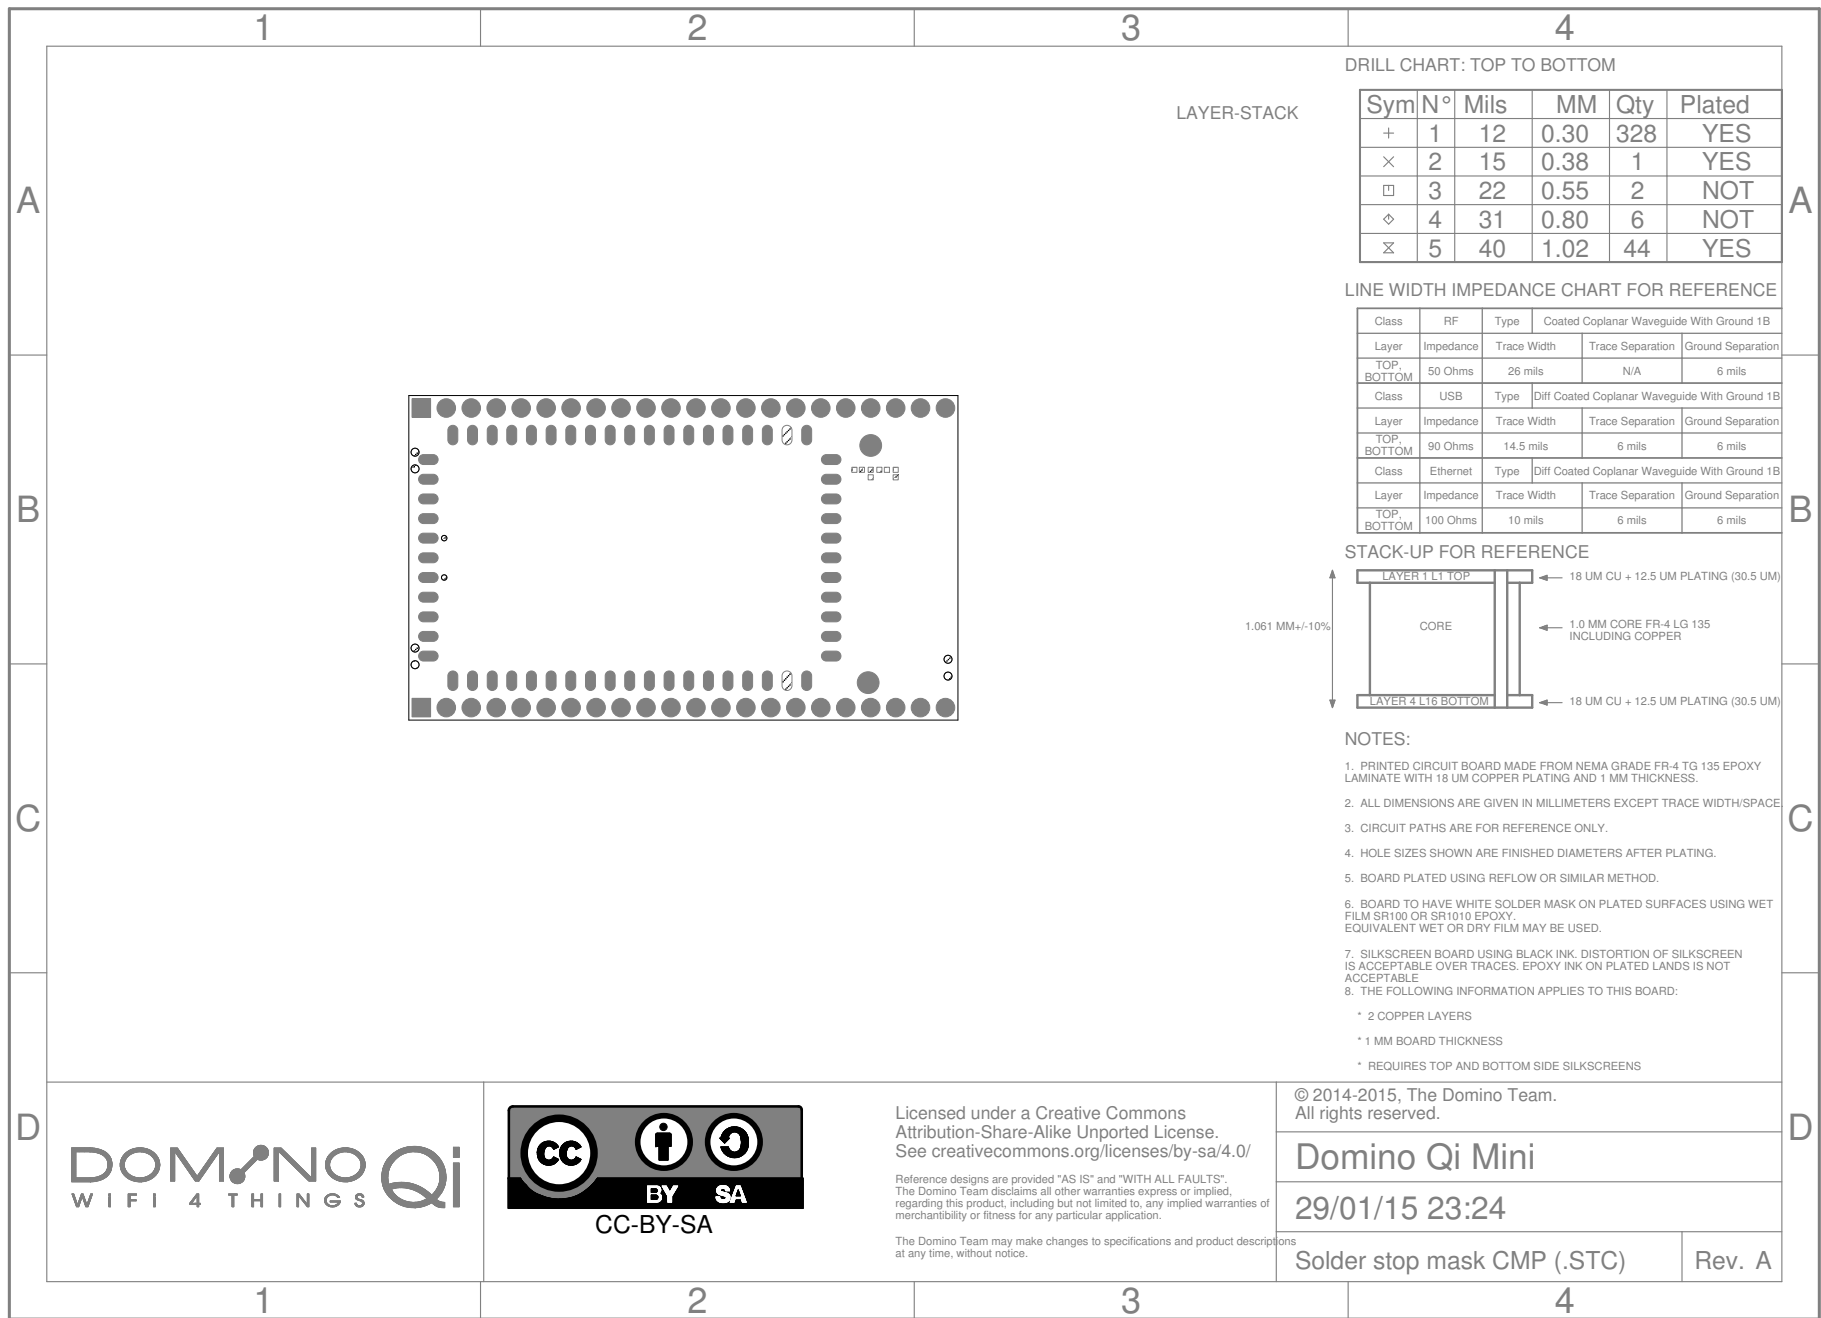 1 2 3 4
A A
B B
C C
D D
1 2 3 4
LAYER-STACK
DRILL CHART: TOP TO BOTTOM
Sym N° Mils MM Qty Plated
+ 1 12 0.30 328 YES
× 2 15 0.38 1 YES
3 22 0.55 2 NOT
4 31 0.80 6 NOT
5 40 1.02 44 YES
LINE WIDTH IMPEDANCE CHART FOR REFERENCE
Class RF Type Coated Coplanar Waveguide With Ground 1B
Layer Impedance Trace Width Trace Separation Ground Separation
TOP,
BOTTOM 50 Ohms 26 mils N/A 6 mils
Class USB Type Diff Coated Coplanar Waveguide With Ground 1B
Layer Impedance Trace Width Trace Separation Ground Separation
TOP,
BOTTOM 90 Ohms 14.5 mils 6 mils 6 mils
Class Ethernet Type Diff Coated Coplanar Waveguide With Ground 1B
Layer Impedance Trace Width Trace Separation Ground Separation
TOP,
BOTTOM 100 Ohms 10 mils 6 mils 6 mils
STACK-UP FOR REFERENCE
LAYER 1 L1 TOP 18 UM CU + 12.5 UM PLATING (30.5 UM)
1.061 MM+/-10% CORE 1.0 MM CORE FR-4 LG 135
INCLUDING COPPER
LAYER 4 L16 BOTTOM 18 UM CU + 12.5 UM PLATING (30.5 UM)
NOTES:
1. PRINTED CIRCUIT BOARD MADE FROM NEMA GRADE FR-4 TG 135 EPOXY
LAMINATE WITH 18 UM COPPER PLATING AND 1 MM THICKNESS.
2. ALL DIMENSIONS ARE GIVEN IN MILLIMETERS EXCEPT TRACE WIDTH/SPACE
3. CIRCUIT PATHS ARE FOR REFERENCE ONLY.
4. HOLE SIZES SHOWN ARE FINISHED DIAMETERS AFTER PLATING.
5. BOARD PLATED USING REFLOW OR SIMILAR METHOD.
6. BOARD TO HAVE WHITE SOLDER MASK ON PLATED SURFACES USING WET
FILM SR100 OR SR1010 EPOXY.
EQUIVALENT WET OR DRY FILM MAY BE USED.
7. SILKSCREEN BOARD USING BLACK INK. DISTORTION OF SILKSCREEN
IS ACCEPTABLE OVER TRACES. EPOXY INK ON PLATED LANDS IS NOT
ACCEPTABLE
8. THE FOLLOWING INFORMATION APPLIES TO THIS BOARD:
* 2 COPPER LAYERS
* 1 MM BOARD THICKNESS
* REQUIRES TOP AND BOTTOM SIDE SILKSCREENS
DOMINO Qi
WIFI 4 THINGS
cc BY SA
CC-BY-SA
Licensed under a Creative Commons
Attribution-Share-Alike Unported License.
See creativecommons.org/licenses/by-sa/4.0/
Reference designs are provided "AS IS" and "WITH ALL FAULTS".
The Domino Team disclaims all other warranties express or implied,
regarding this product, including but not limited to, any implied warranties of
merchantibility or fitness for any particular application.
The Domino Team may make changes to specifications and product descriptions
at any time, without notice.
© 2014-2015, The Domino Team.
All rights reserved.
Domino Qi Mini
29/01/15 23:24
Solder stop mask CMP (.STC) Rev. A